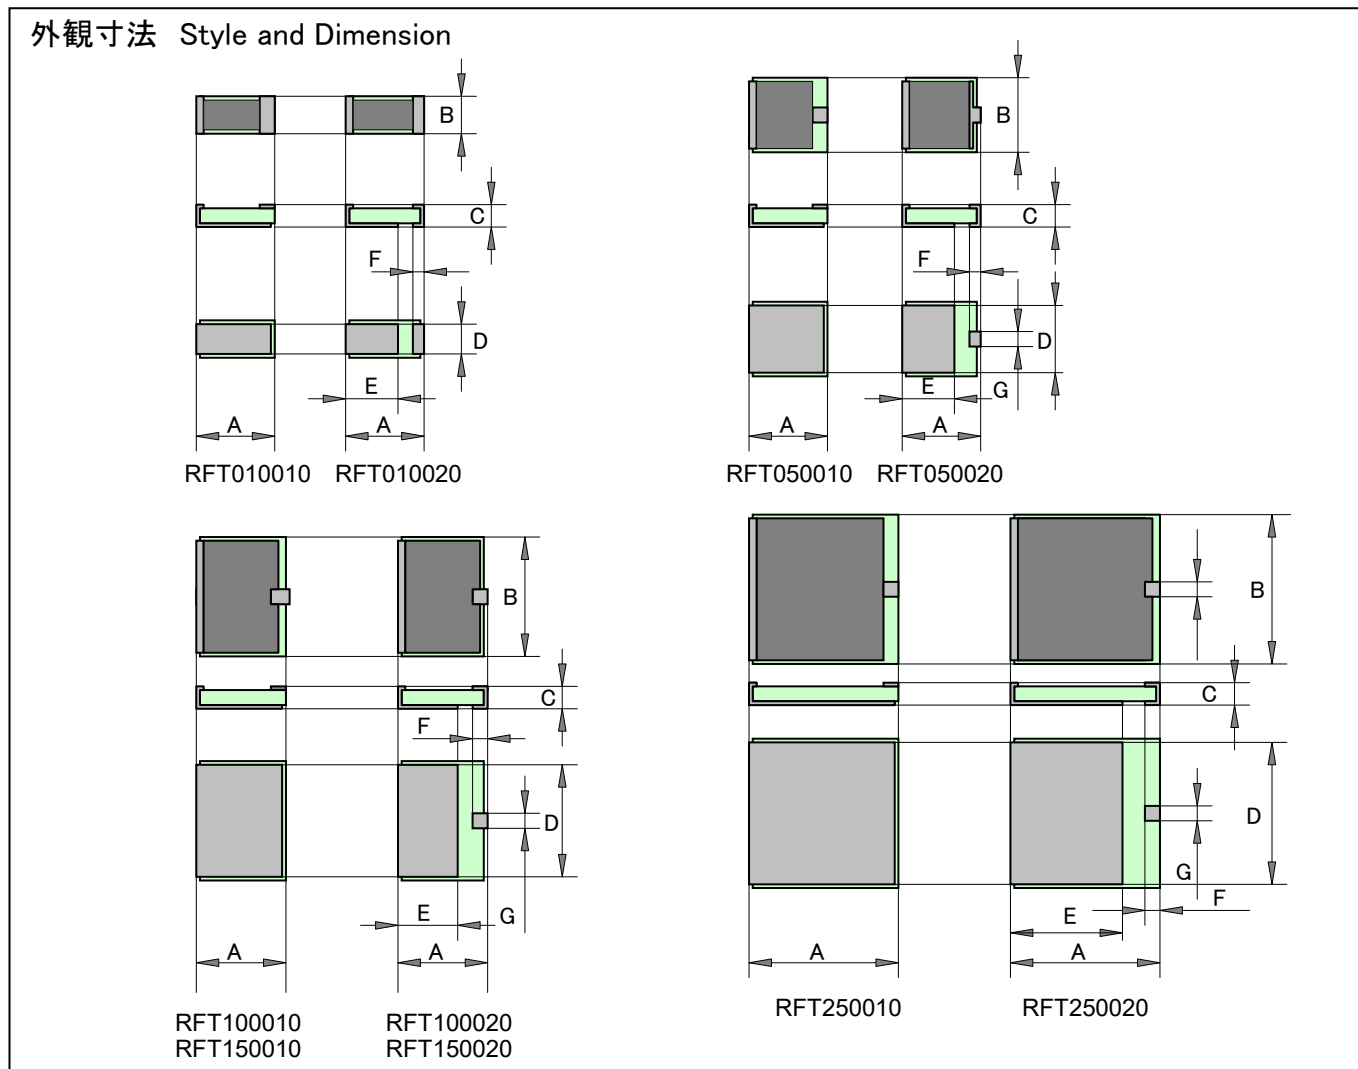 外観寸法 Style and Dimension
B
C
F
D
E
A A
RFT010010 RFT010020
B
C
F
D
E G
A A
RFT050010 RFT050020
B
C
F
D
E G
A A
RFT100010 RFT100020
RFT150010 RFT150020
B
C
D
G
F
E
A A
RFT250010 RFT250020